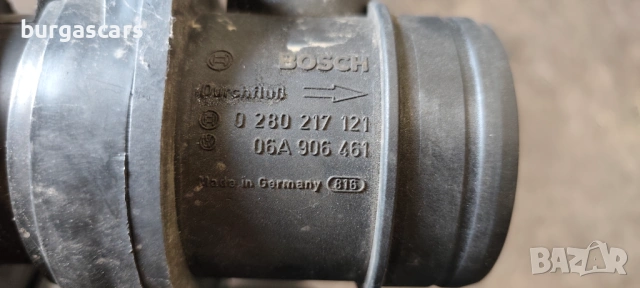 burgascars
BOSCH
Durchfluß
0 280 217 121
06A 906 461
Made in Germany 816
BAZAR